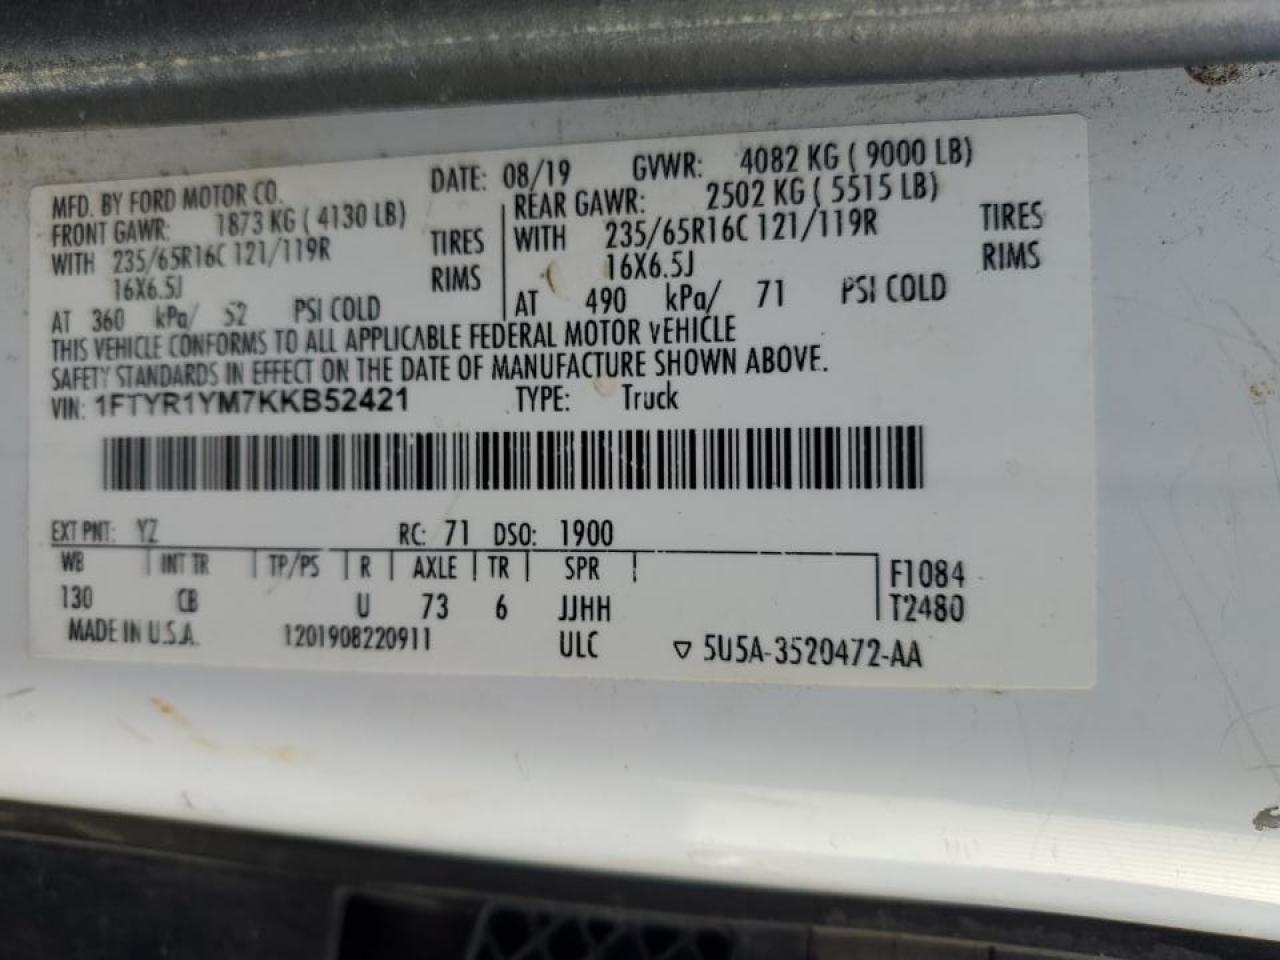 MFD. BY FORD MOTOR CO. DATE: 08/19 GVWR: 4082 KG ( 9000 LB)
FRONT GAWR: 1873 KG ( 4130 LB) REAR GAWR: 2502 KG ( 5515 LB)
WITH 235/65R16C 121/119R TIRES WITH 235/65R16C 121/119R TIRES
16X6.5J RIMS 16X6.5J RIMS
AT 360 kPa/ 52 PSI COLD AT 490 kPa/ 71 PSI COLD
THIS VEHICLE CONFORMS TO ALL APPLICABLE FEDERAL MOTOR VEHICLE
SAFETY STANDARDS IN EFFECT ON THE DATE OF MANUFACTURE SHOWN ABOVE.
VIN: 1FTYR1YM7KKB52421 TYPE: Truck
EXT PNT: YZ RC: 71 DSO: 1900
WB INT TR TP/PS R AXLE TR SPR F1084
130 CB U 73 6 JJHH T2480
MADE IN U.S.A. 1201908220911 ULC ▽ 5U5A-3520472-AA